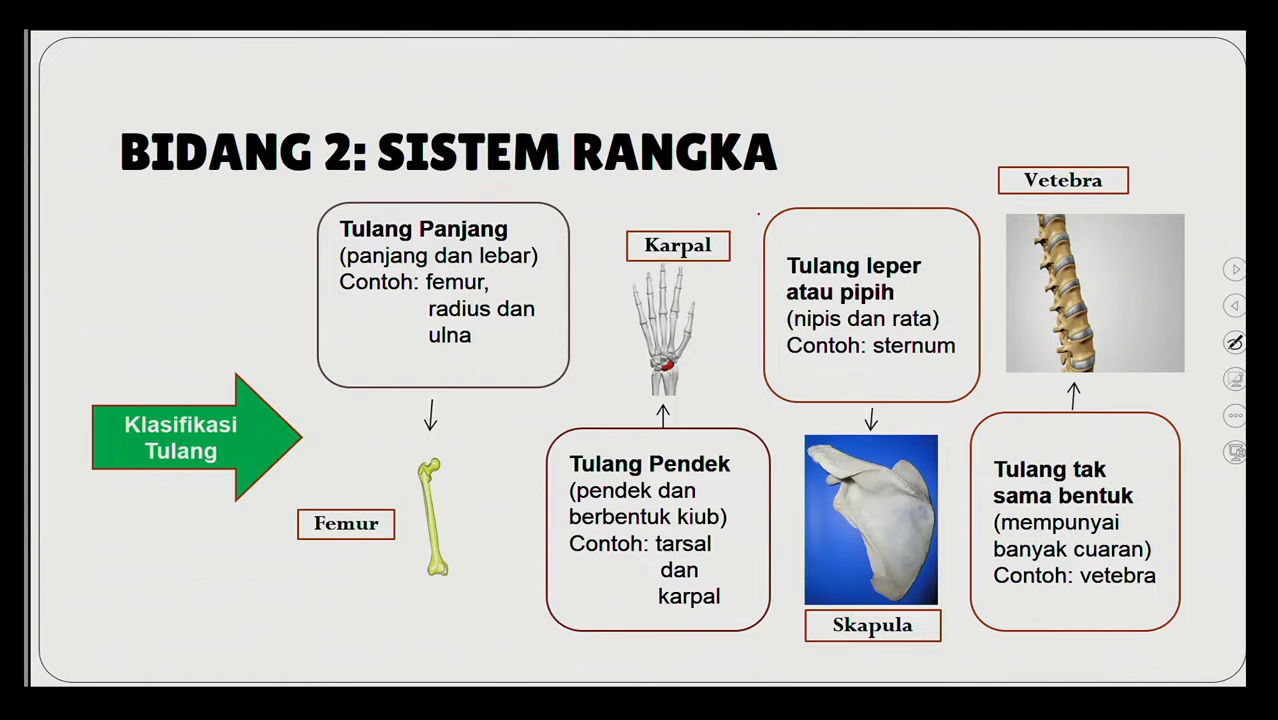 BIDANG 2: SISTEM RANGKA
Klasifikasi
Tulang
Tulang Panjang
(panjang dan lebar)
Contoh: femur,
radius dan
ulna
Femur
Karpal
Tulang Pendek
(pendek dan
berbentuk kiub)
Contoh: tarsal
dan
karpal
Tulang leper
atau pipih
(nipis dan rata)
Contoh: sternum
Skapula
Vetebra
Tulang tak
sama bentuk
(mempunyai
banyak cuaran)
Contoh: vetebra